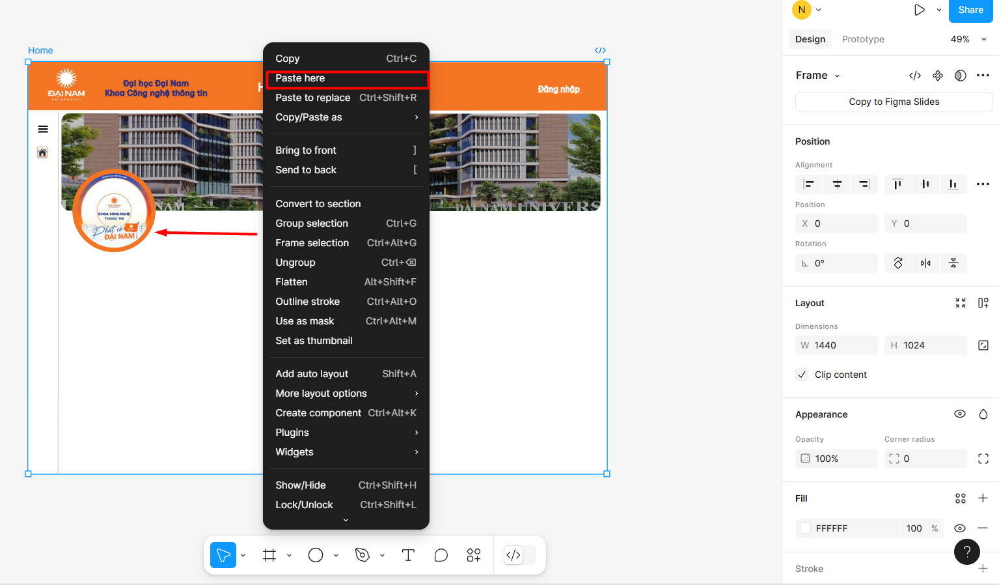 N
Share
Design Prototype 49%
Home
Copy Ctrl+C
Paste here
Paste to replace Ctrl+Shift+R
Copy/Paste as
Bring to front ]
Send to back [
Convert to section
Group selection Ctrl+G
Frame selection Ctrl+Alt+G
Ungroup Ctrl+⌫
Flatten Alt+Shift+F
Outline stroke Ctrl+Alt+O
Use as mask Ctrl+Alt+M
Set as thumbnail
Add auto layout Shift+A
More layout options
Create component Ctrl+Alt+K
Plugins
Widgets
Show/Hide Ctrl+Shift+H
Lock/Unlock Ctrl+Shift+L
ĐẠI NAM
UNIVERSITY
Đại học Đại Nam
Khoa Công nghệ thông tin
H
Đăng nhập
NAM
ĐẠI NAM UNIVERS
ĐẠI NAM
KHOA CÔNG NGHỆ
THÔNG TIN
Phất cờ
ĐẠI NAM
Frame
Copy to Figma Slides
Position
Alignment
Position
X 0 Y 0
Rotation
0°
Layout
Dimensions
W 1440 H 1024
Clip content
Appearance
Opacity Corner radius
100% 0
Fill
FFFFFF 100 %
?
Stroke